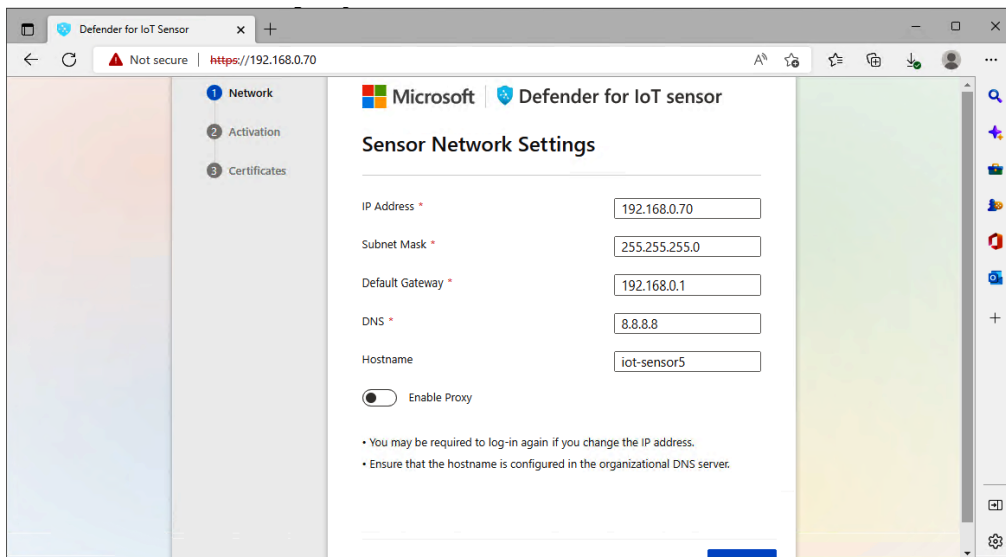 Defender for IoT Sensor
Not secure | https://192.168.0.70
1 Network
2 Activation
3 Certificates
Microsoft | Defender for IoT sensor
Sensor Network Settings
IP Address * 192.168.0.70
Subnet Mask * 255.255.255.0
Default Gateway * 192.168.0.1
DNS * 8.8.8.8
Hostname iot-sensor5
Enable Proxy
• You may be required to log-in again if you change the IP address.
• Ensure that the hostname is configured in the organizational DNS server.